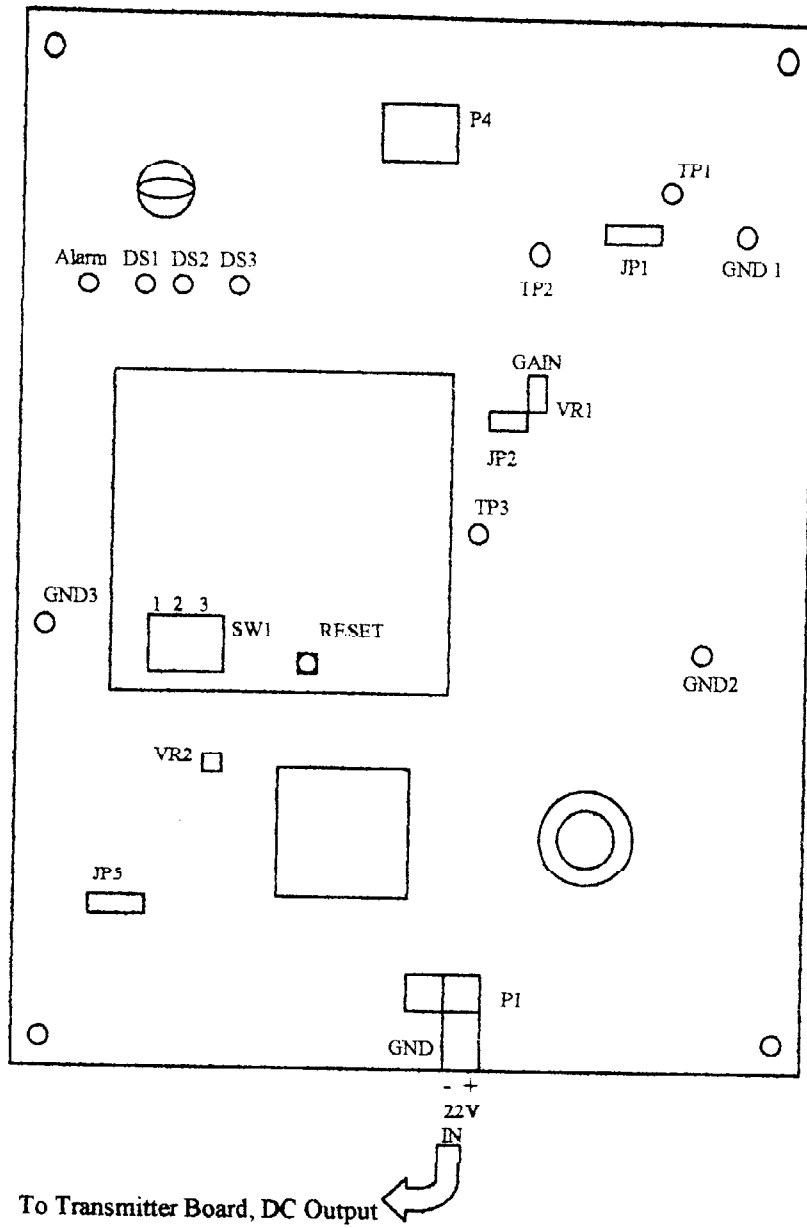 P4
TP1
Alarm DS1 DS2 DS3
TP2
JP1
GND 1
GAIN
VR1
JP2
TP3
GND3
1 2 3
SW1
RESET
GND2
VR2
JP5
P1
GND
- +
22V
IN
To Transmitter Board, DC Output